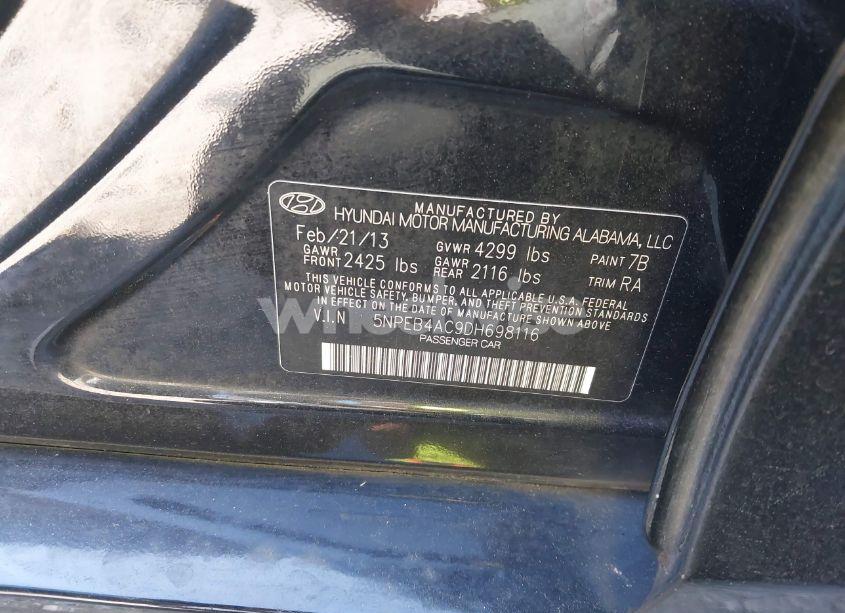 MANUFACTURED BY
HYUNDAI MOTOR MANUFACTURING ALABAMA, LLC
Feb/21/13 GVWR 4299 lbs PAINT 7B
GAWR FRONT 2425 lbs GAWR REAR 2116 lbs TRIM RA
THIS VEHICLE CONFORMS TO ALL APPLICABLE U.S.A. FEDERAL
MOTOR VEHICLE SAFETY, BUMPER, AND THEFT PREVENTION STANDARDS
IN EFFECT ON THE DATE OF MANUFACTURE SHOWN ABOVE
V.I.N 5NPEB4AC9DH698116
PASSENGER CAR